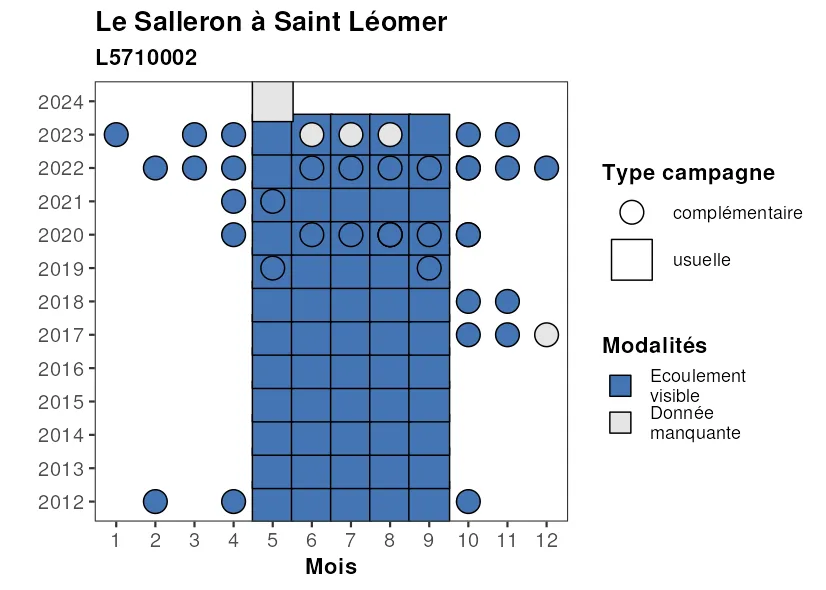 Le Salleron à Saint Léomer
L5710002
2024
2023
2022
2021
2020
2019
2018
2017
2016
2015
2014
2013
2012
1 2 3 4 5 6 7 8 9 10 11 12
Mois
Type campagne
complémentaire
usuelle
Modalités
Ecoulement
visible
Donnée
manquante